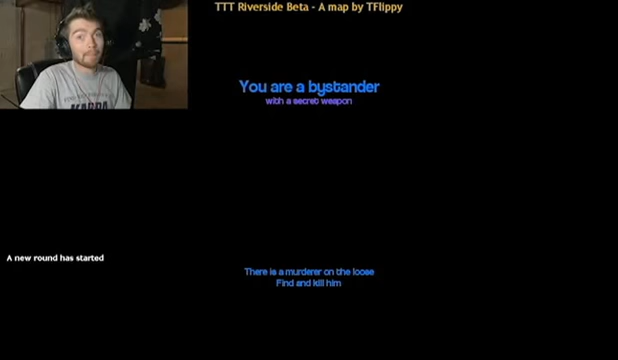 TTT Riverside Beta - A map by TFlippy
You are a bystander
with a secret weapon
KAPPA
A new round has started
There is a murderer on the loose
Find and kill him